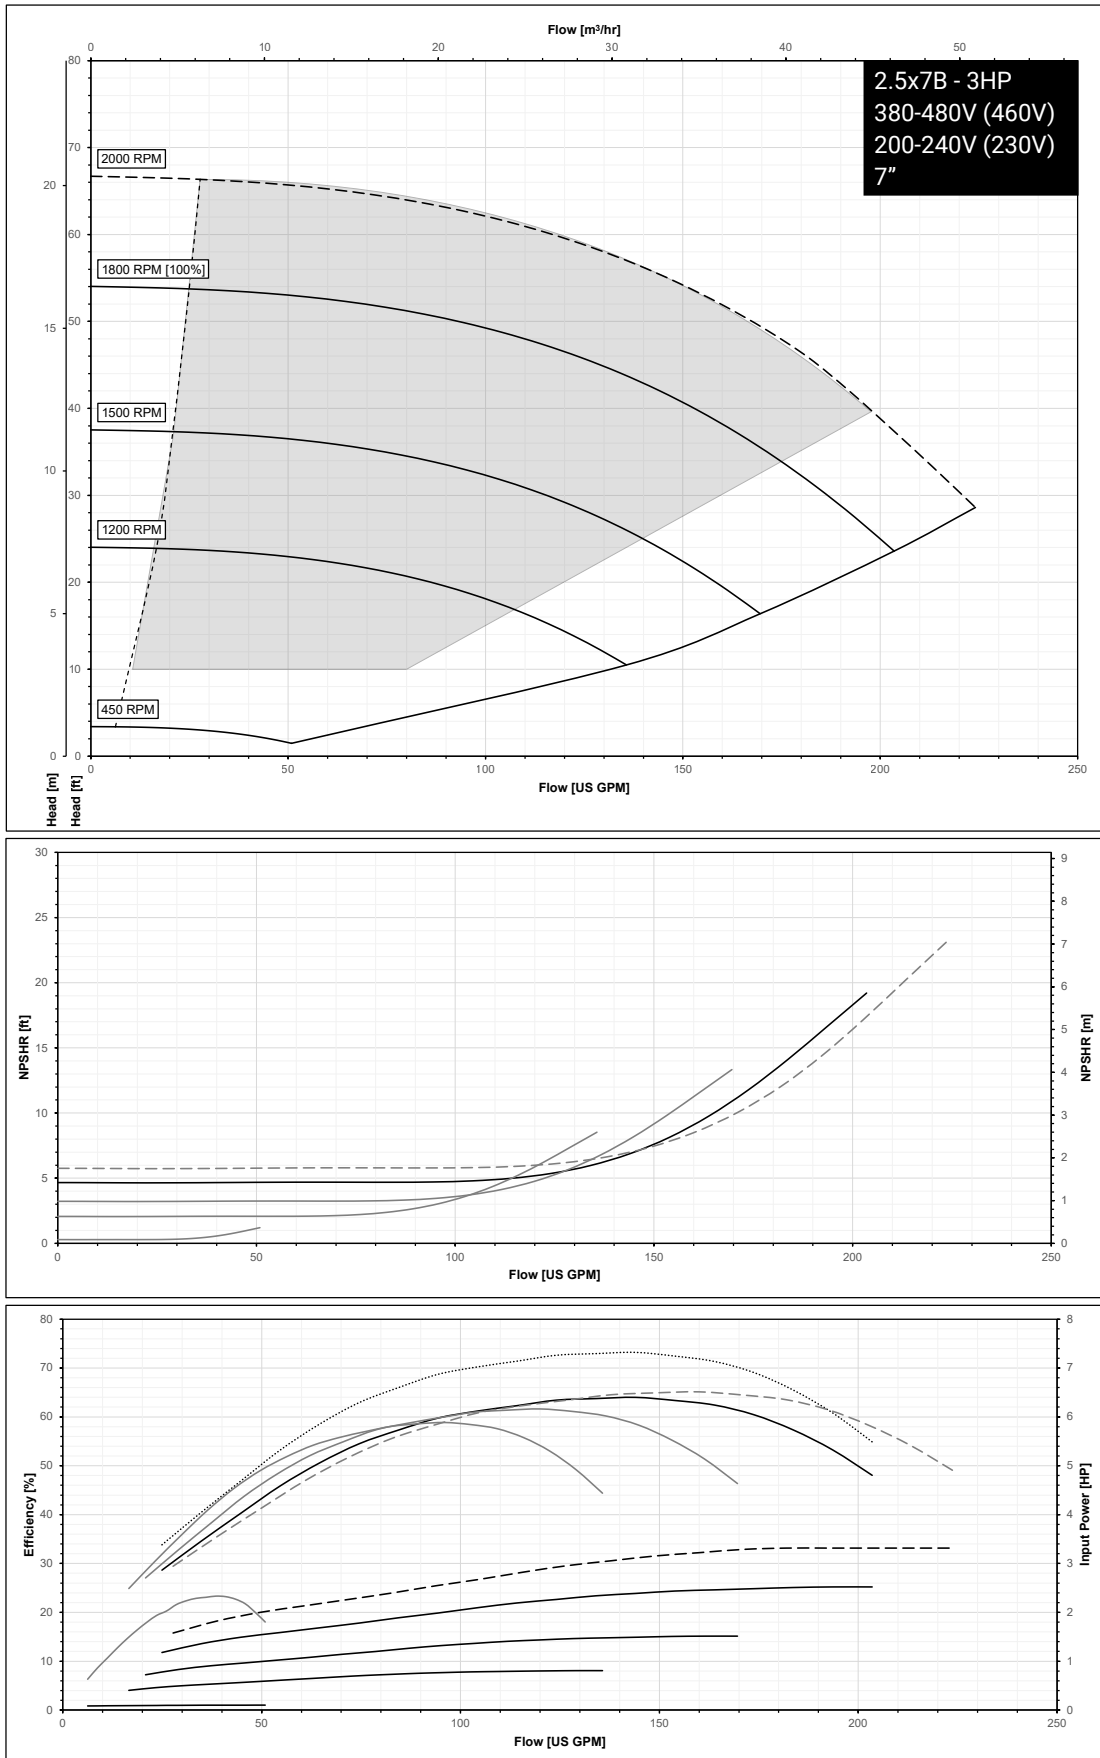 Flow [m³/hr]
0 10 20 30 40 50
2.5x7B - 3HP
380-480V (460V)
200-240V (230V)
7”
80
70
60
50
40
30
20
10
0
20
15
10
5
0
2000 RPM
1800 RPM [100%]
1500 RPM
1200 RPM
450 RPM
0 50 100 150 200 250
Flow [US GPM]
Head [m]
Head [ft]
30
25
20
15
10
5
0
NPSHR [ft]
9
8
7
6
5
4
3
2
1
0
NPSHR [m]
0 50 100 150 200 250
Flow [US GPM]
80
70
60
50
40
30
20
10
0
Efficiency [%]
8
7
6
5
4
3
2
1
0
Input Power [HP]
0 50 100 150 200 250
Flow [US GPM]